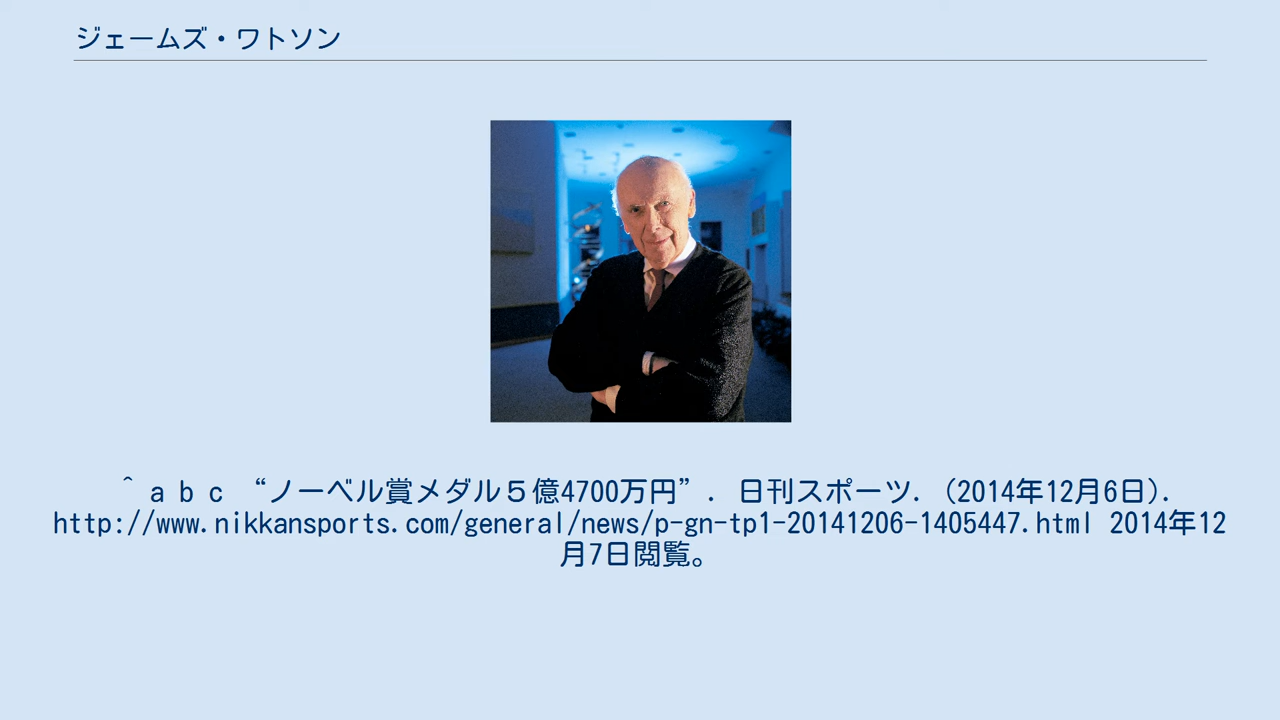 ジェームズ・ワトソン
^ a b c “ノーベル賞メダル５億4700万円”. 日刊スポーツ. (2014年12月6日).
http://www.nikkansports.com/general/news/p-gn-tp1-20141206-1405447.html 2014年12
月7日閲覧。